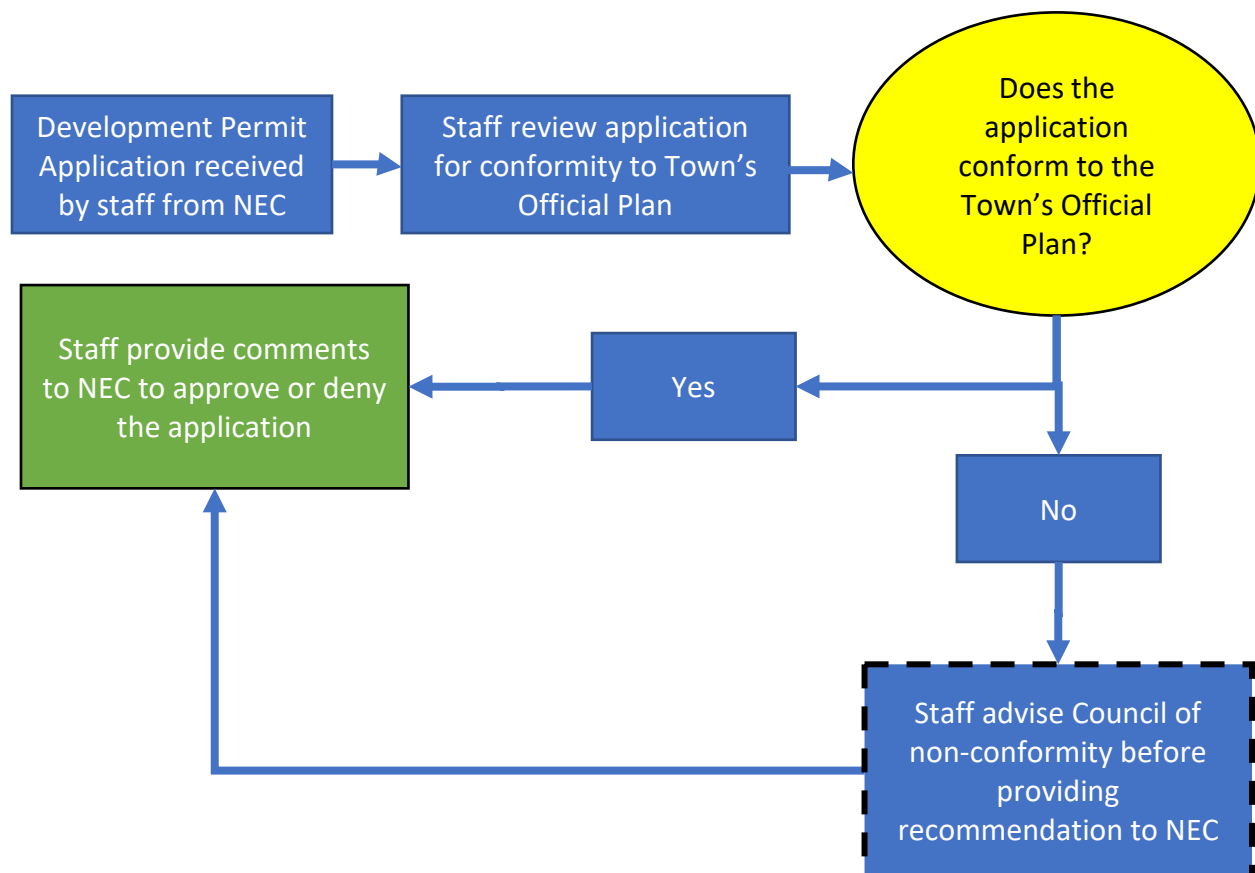 Development Permit
Application received
by staff from NEC
Staff review application
for conformity to Town’s
Official Plan
Does the
application
conform to the
Town’s Official
Plan?
Staff provide comments
to NEC to approve or deny
the application
Yes
No
Staff advise Council of
non-conformity before
providing
recommendation to NEC